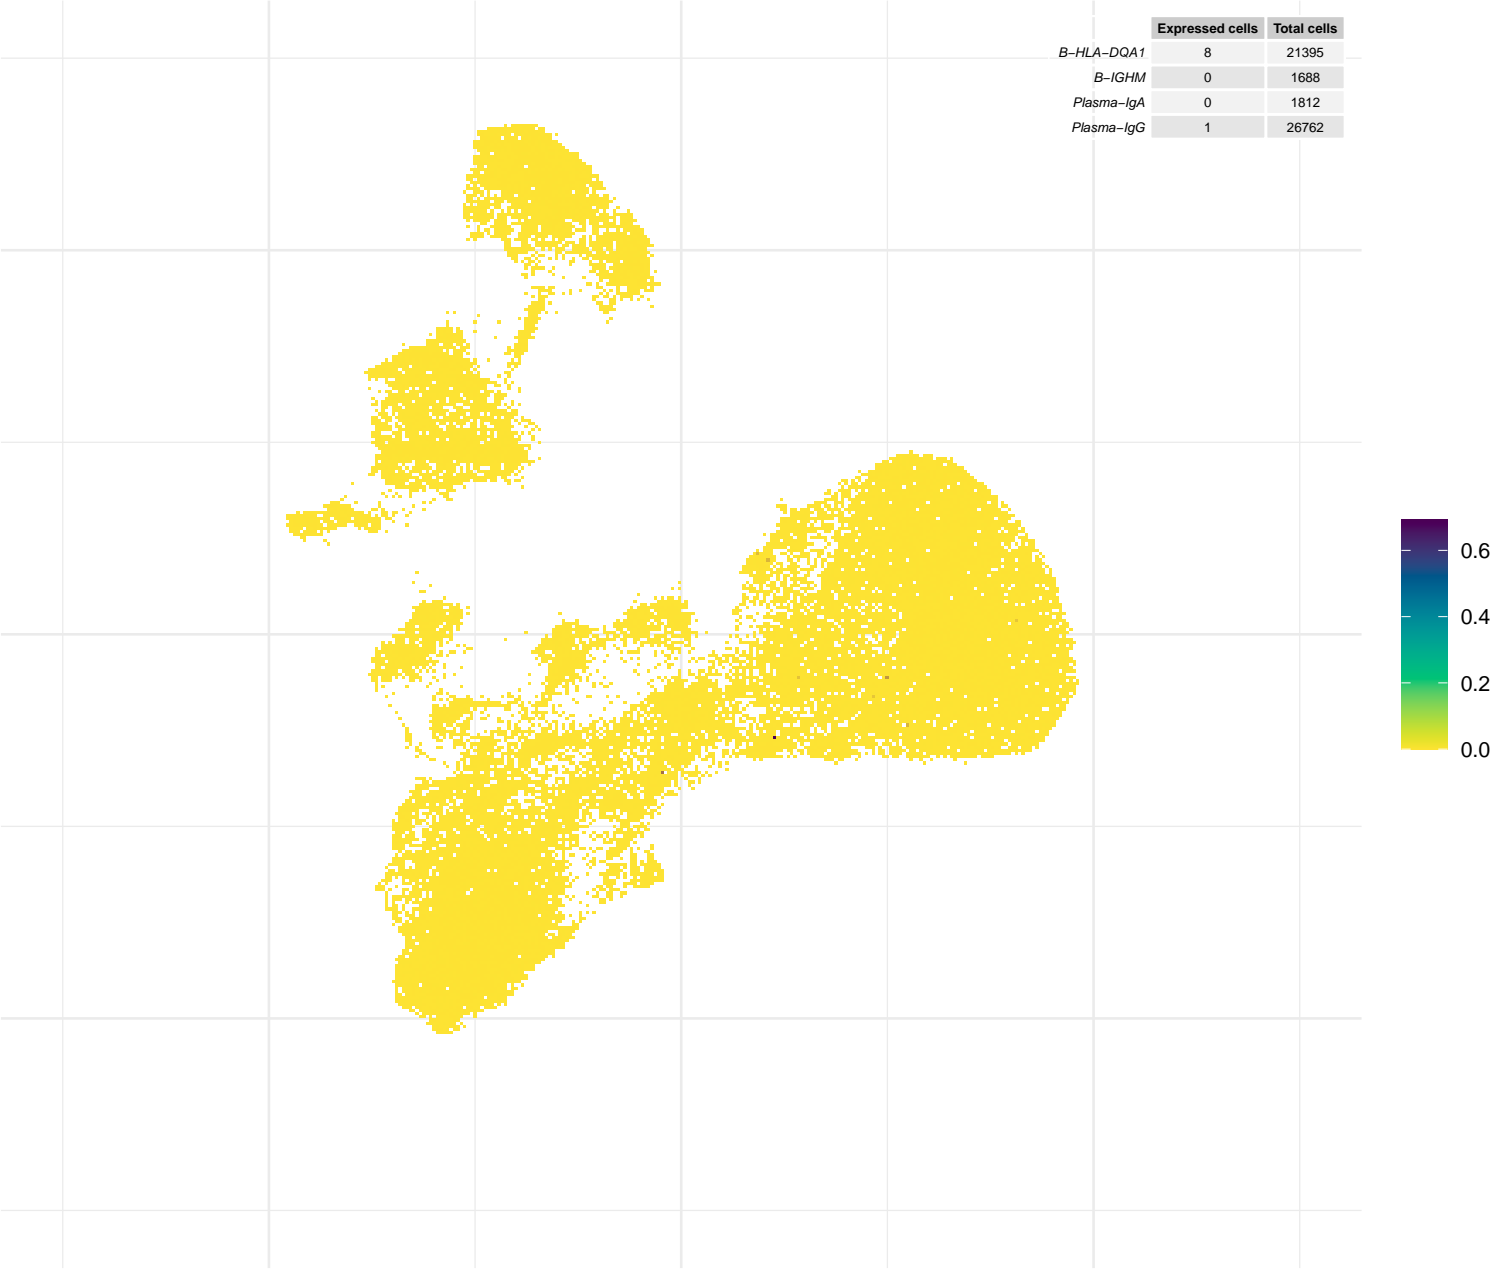 Expressed cells Total cells
B−HLA−DQA1 8 21395
B−IGHM 0 1688
Plasma−IgA 0 1812
Plasma−IgG 1 26762
0.6
0.4
0.2
0.0